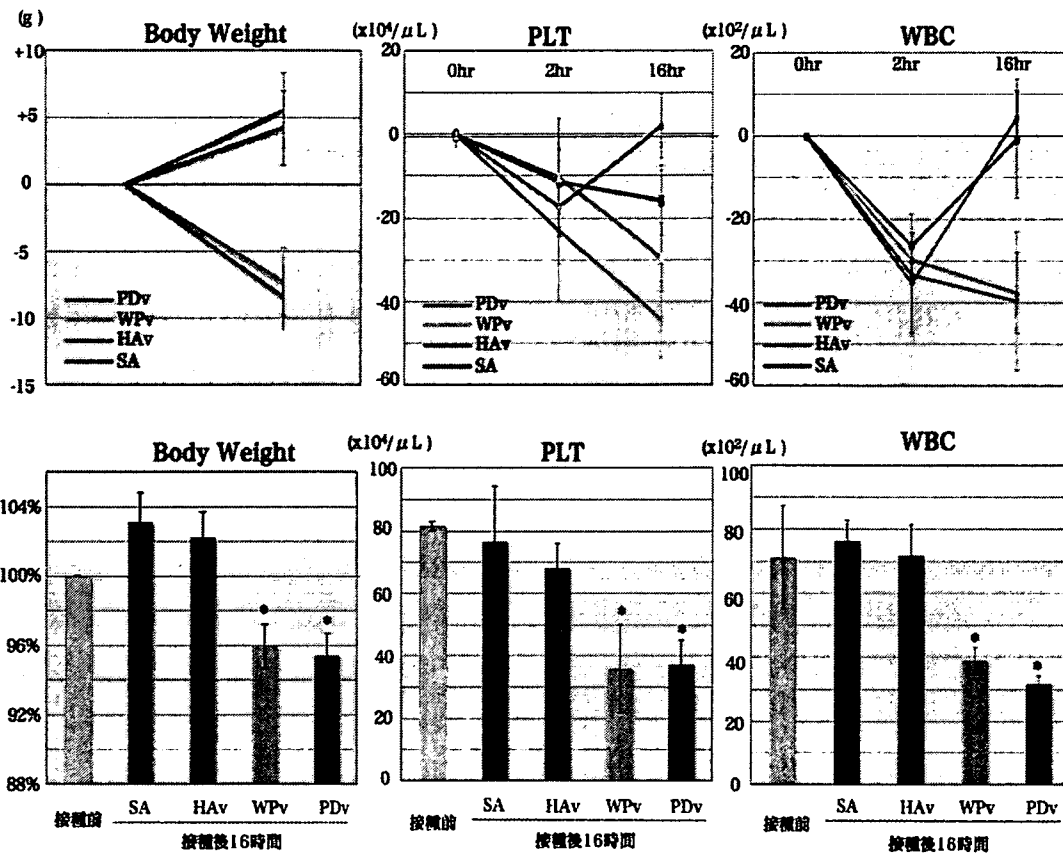 (g)
Body Weight
+10
+5
0
-5
-10
-15
PDv
WPv
HAv
SA
(x10⁴/μL)
PLT
20
0hr 2hr 16hr
0
-20
-40
-60
PDv
WPv
HAv
SA
(x10²/μL)
WBC
20
0hr 2hr 16hr
0
-20
-40
-60
PDv
WPv
HAv
SA
Body Weight
104%
100%
96%
92%
88%
* *
接種前 SA HAv WPv PDv
接種後16時間
(x10⁴/μL)
PLT
100
80
60
40
20
0
* *
接種前 SA HAv WPv PDv
接種後16時間
(x10²/μL)
WBC
100
80
60
40
20
0
* *
接種前 SA HAv WPv PDv
接種後16時間